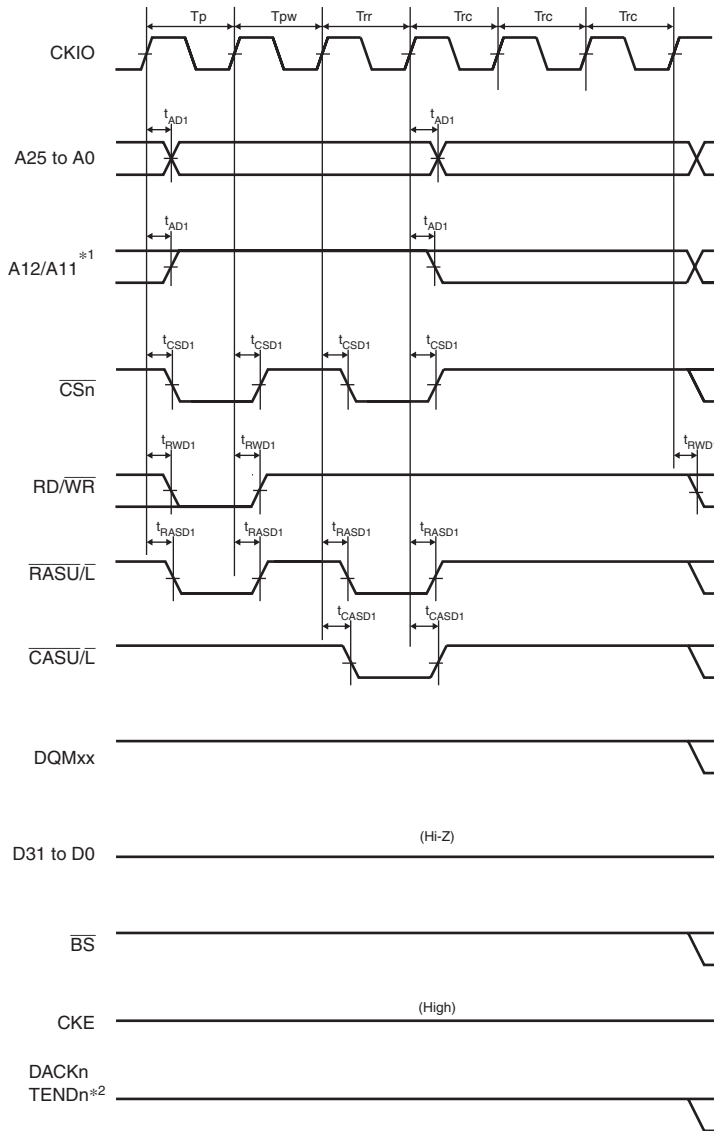 Tp Tpw Trr Trc Trc Trc
CKIO
tAD1 tAD1
A25 to A0
tAD1 tAD1
A12/A11*1
tCSD1 tCSD1 tCSD1 tCSD1
CSn
tRWD1 tRWD1 tRWD1
RD/WR
tRASD1 tRASD1 tRASD1 tRASD1
RASU/L
tCASD1 tCASD1
CASU/L
DQMxx
(Hi-Z)
D31 to D0
BS
(High)
CKE
DACKn
TENDn*2